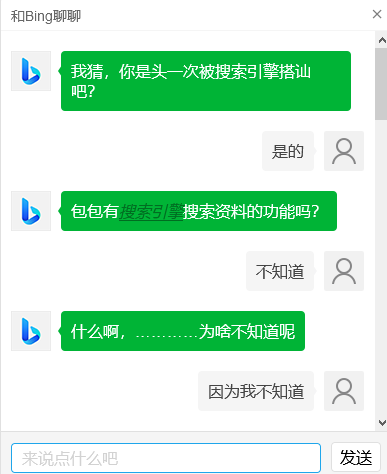 和Bing聊聊
我猜，你是头一次被搜索引擎搭讪
吧？
是的
包包有搜索引擎搜索资料的功能吗？
不知道
什么啊，…………为啥不知道呢
因为我不知道
来说点什么吧
发送